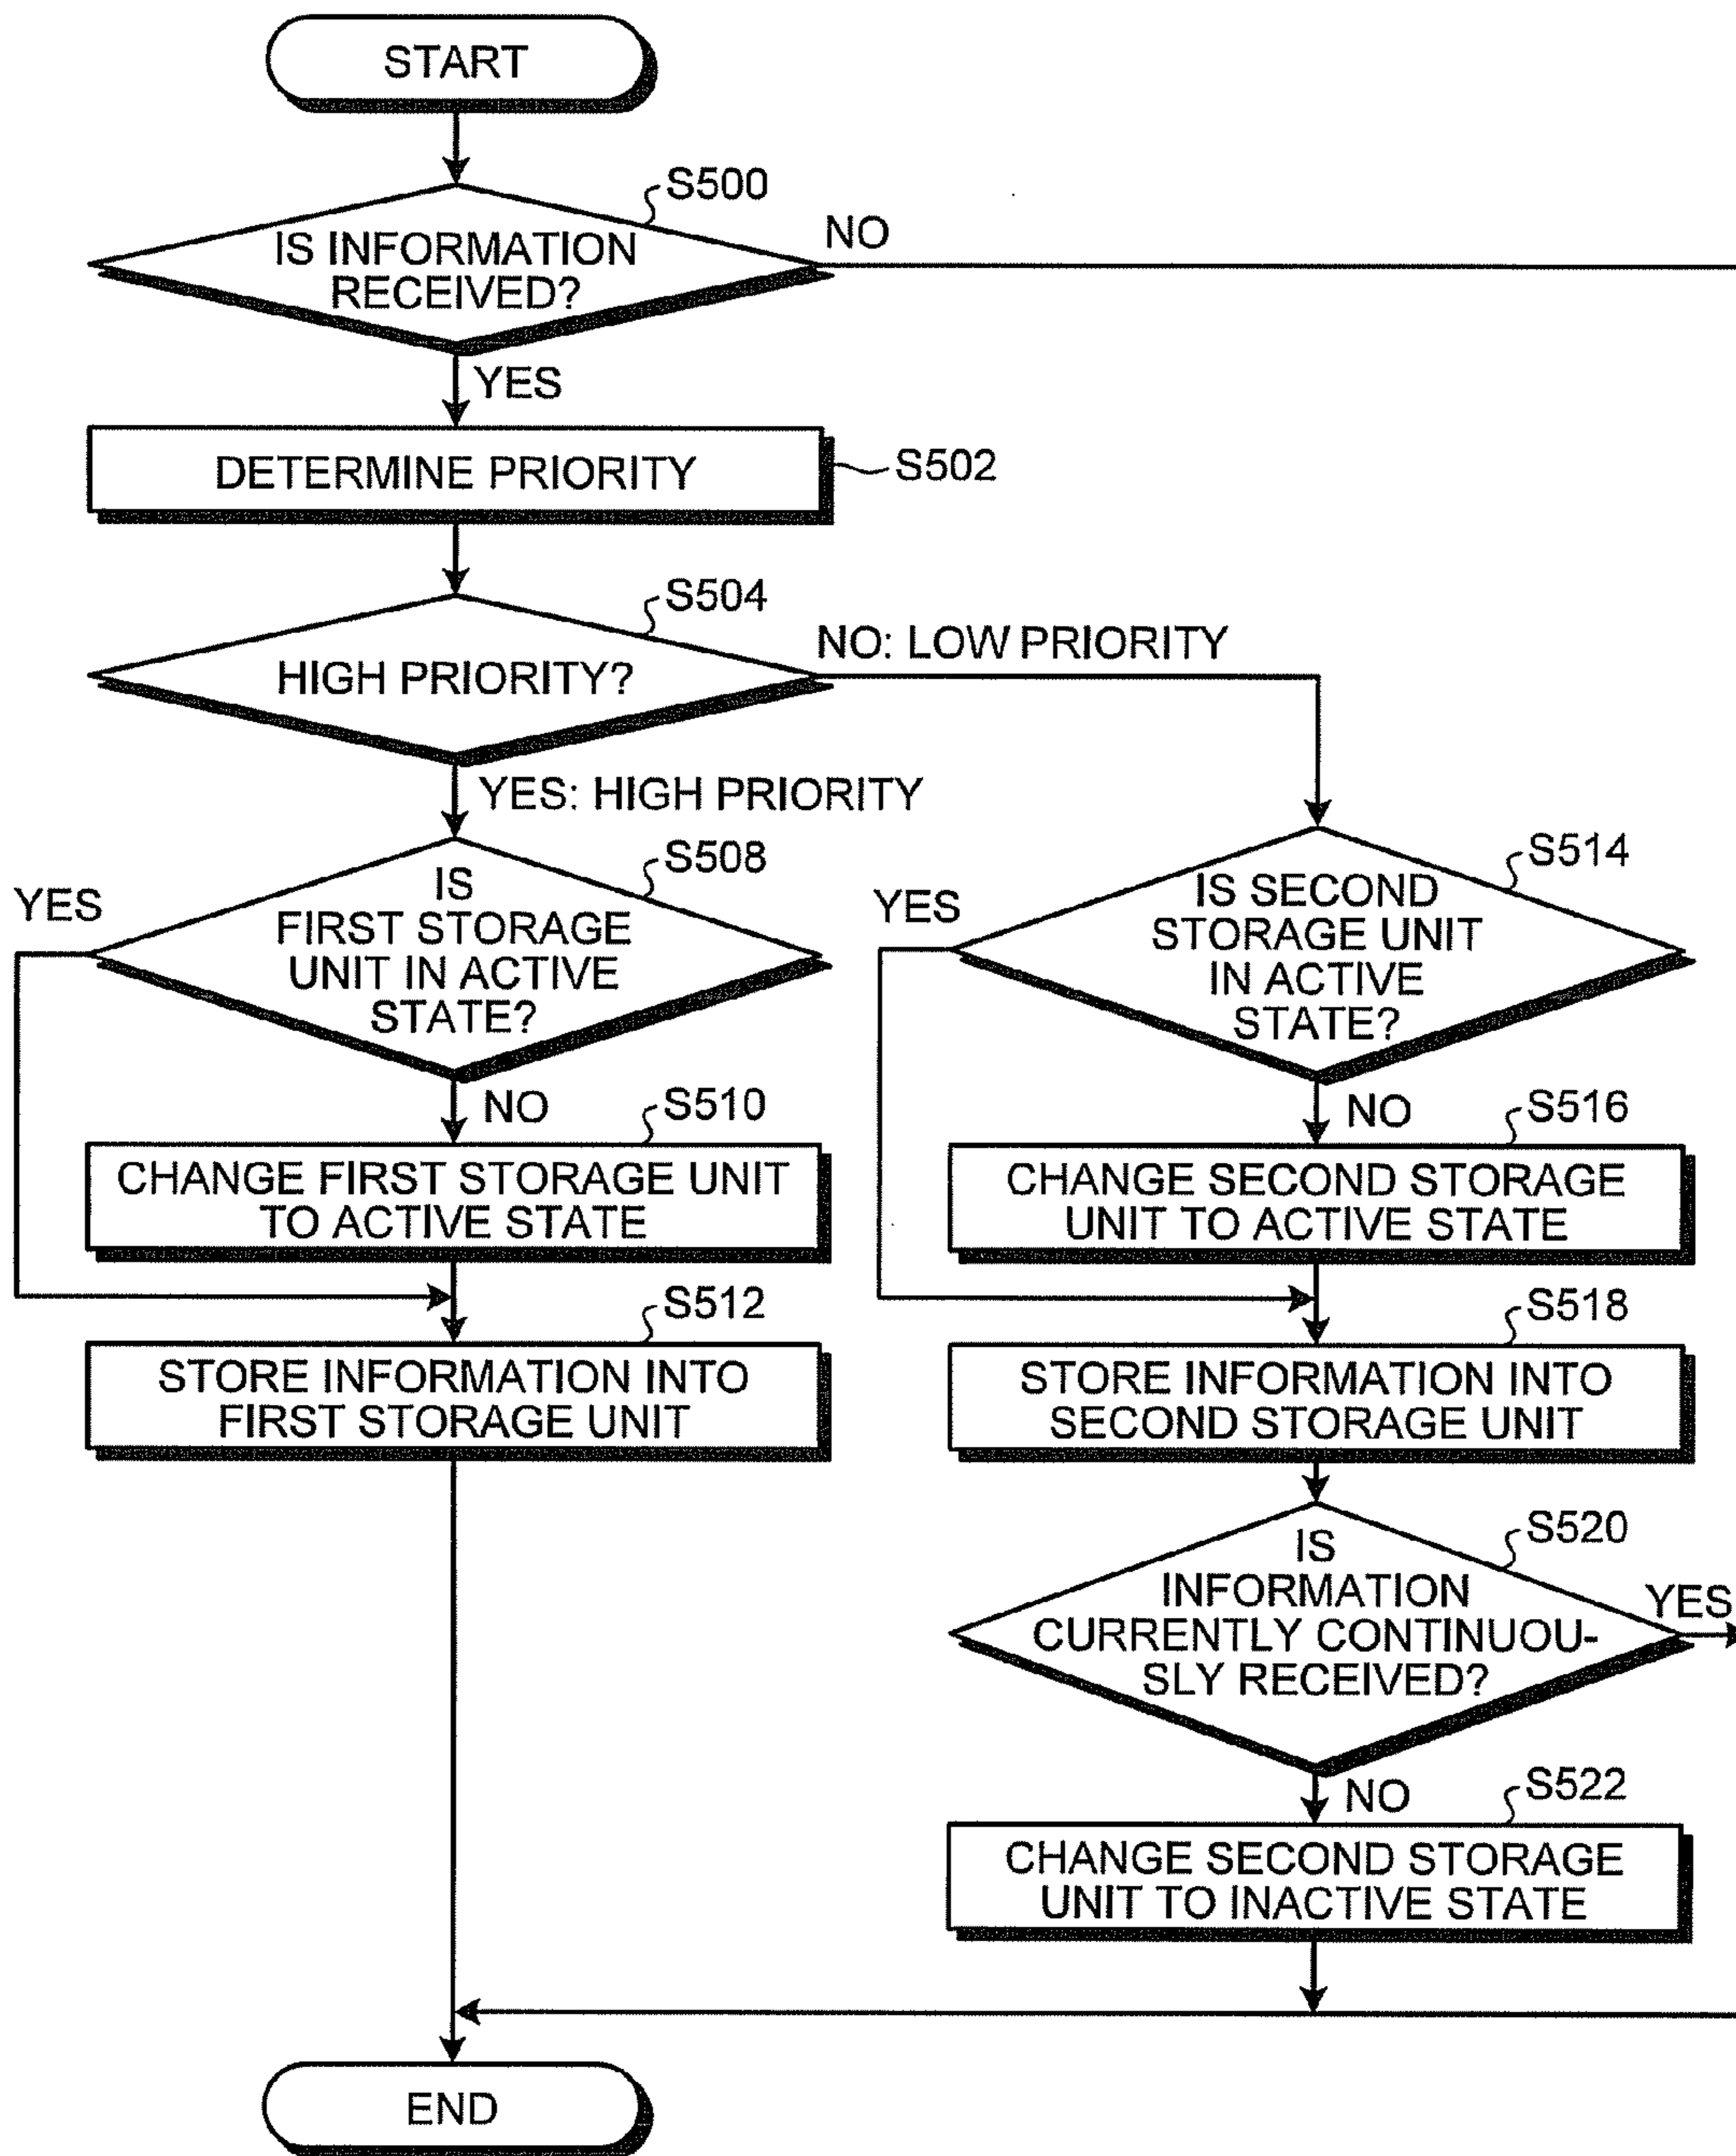 START
S500
IS INFORMATION
RECEIVED?
NO
YES
DETERMINE PRIORITY
S502
S504
HIGH PRIORITY?
NO: LOW PRIORITY
YES: HIGH PRIORITY
S508
YES
IS
FIRST STORAGE
UNIT IN ACTIVE
STATE?
NO
S510
CHANGE FIRST STORAGE UNIT
TO ACTIVE STATE
S512
STORE INFORMATION INTO
FIRST STORAGE UNIT
S514
YES
IS SECOND
STORAGE UNIT
IN ACTIVE
STATE?
NO
S516
CHANGE SECOND STORAGE
UNIT TO ACTIVE STATE
S518
STORE INFORMATION INTO
SECOND STORAGE UNIT
S520
IS
INFORMATION
CURRENTLY CONTINUOU-
SLY RECEIVED?
YES
NO
S522
CHANGE SECOND STORAGE
UNIT TO INACTIVE STATE
END